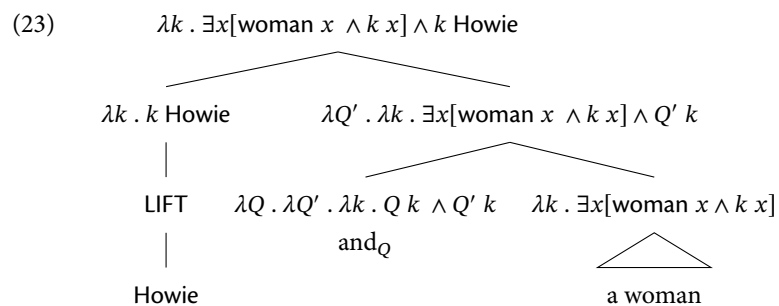 (23) λk . ∃x[woman x ∧ k x] ∧ k Howie
λk . k Howie λQ′ . λk . ∃x[woman x ∧ k x] ∧ Q′ k
LIFT λQ . λQ′ . λk . Q k ∧ Q′ k λk . ∃x[woman x ∧ k x]
and_Q
Howie a woman